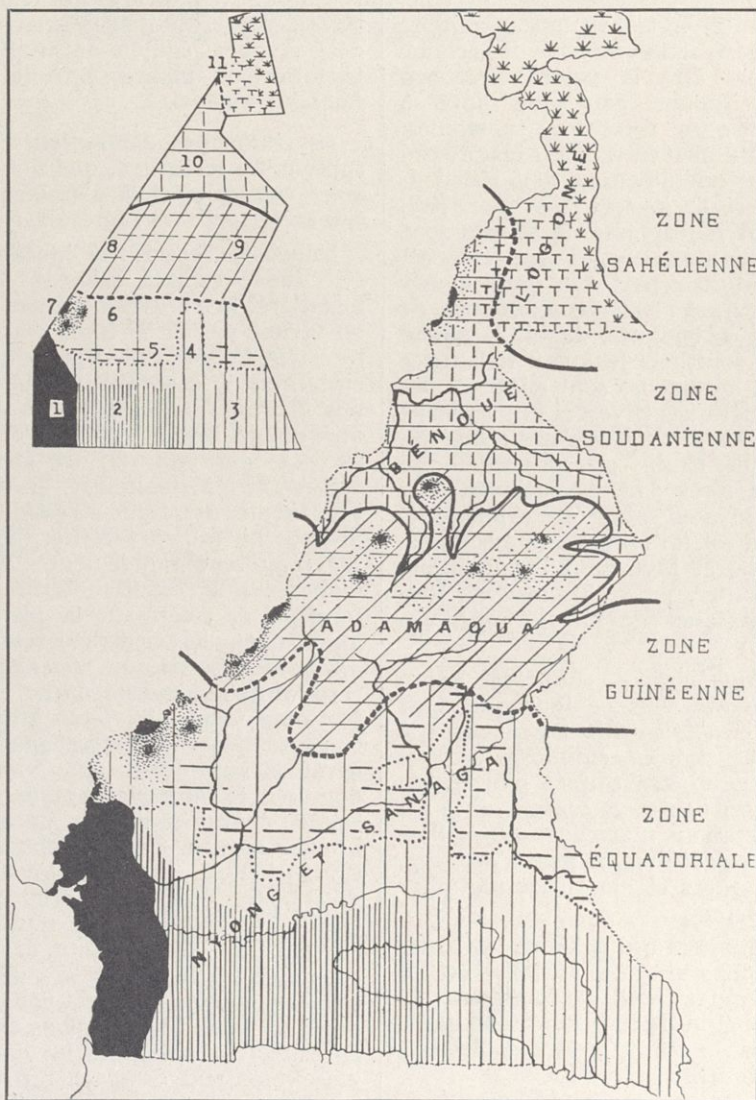 11
10
8
9
7
6
5
4
1
2
3
LOGONE
ZONE
SAHÉLIENNE
ZONE
SOUDANIENNE
BÉNOUÉ
ADAMAOUA
ZONE
GUINÉENNE
NYONG ET SANAGA
ZONE
ÉQUATORIALE